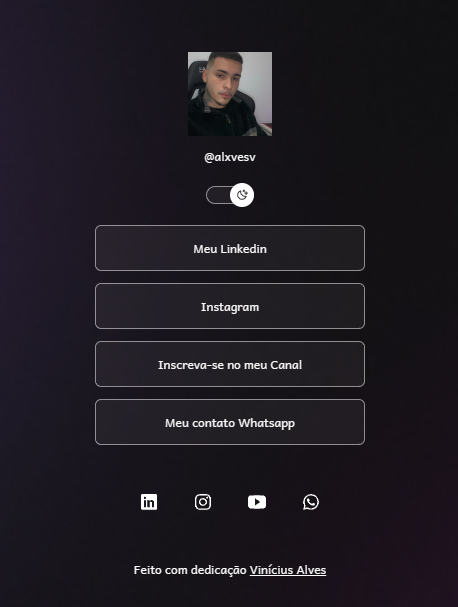 @alxvesv
Meu Linkedin
Instagram
Inscreva-se no meu Canal
Meu contato Whatsapp
Feito com dedicação Vinícius Alves